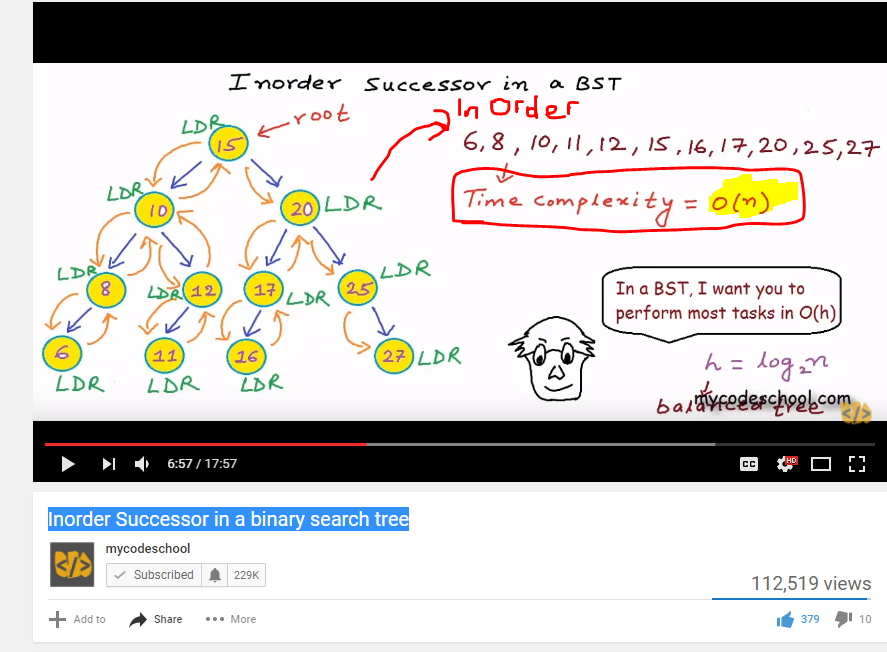 Inorder Successor in a BST
In Order
root
6, 8, 10, 11, 12, 15, 16, 17, 20, 25, 27
Time complexity = O(n)
LDR
15
LDR
10
20 LDR
LDR
8
LDR
12
17
LDR
25
LDR
6
11
16
27 LDR
LDR
LDR
LDR
In a BST, I want you to
perform most tasks in O(h)
h = log₂n
balanced tree
mycodeschool.com
</>
6:57 / 17:57
CC
HD
Inorder Successor in a binary search tree
</>
mycodeschool
Subscribed
229K
112,519 views
Add to
Share
More
379
10